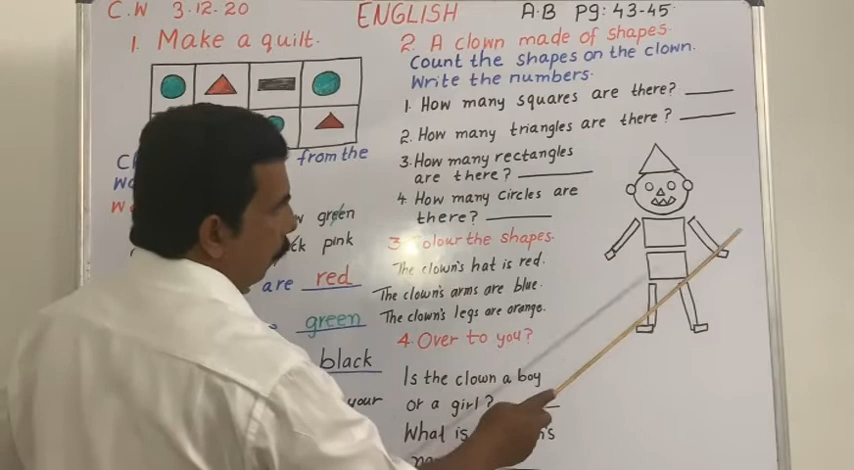 C.W 3.12.20
ENGLISH
A.B Pg: 43-45
1. Make a quilt.
from the
green
pink
are red
green
black
your
2. A clown made of shapes.
Count the shapes on the clown.
Write the numbers.
1. How many squares are there? ____
2. How many triangles are there? ____
3. How many rectangles
are there? ____
4. How many circles are
there? ____
3. Colour the shapes.
The clown's hat is red.
The clown's arms are blue.
The clown's legs are orange.
4. Over to you?
Is the clown a boy
or a girl?
What is